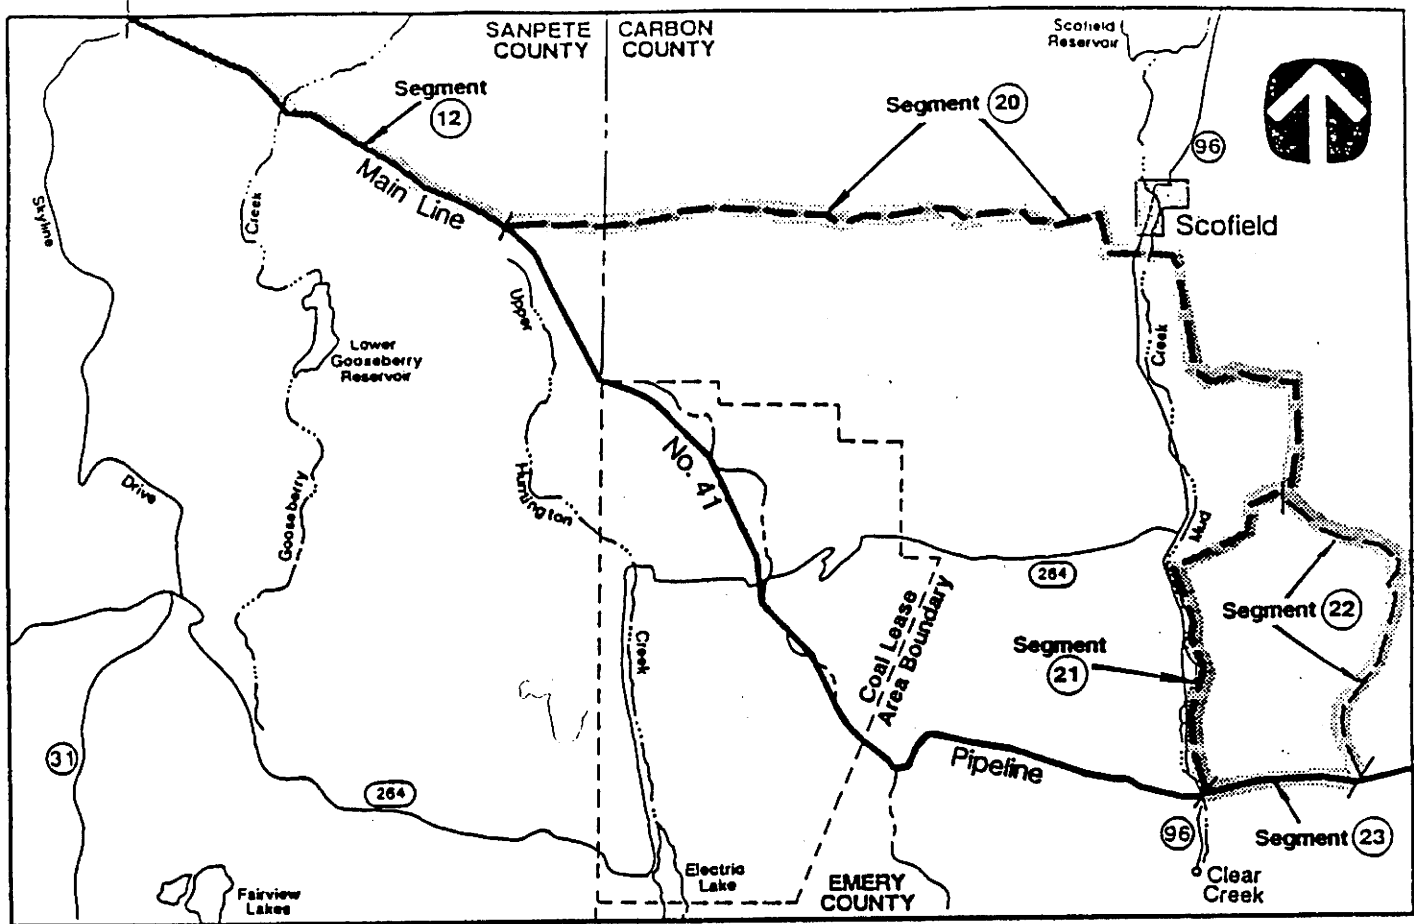 SANPETE
COUNTY
CARBON
COUNTY
Scofield
Reservoir
Segment
12
Segment 20
96
Main Line
Skyline
Creek
Scofield
Upper
Lower
Gooseberry
Reservoir
Creek
No. 41
Drive
Gooseberry
Huntington
Mud
264
Segment 22
Coal Lease
Area Boundary
Creek
Segment
21
31
Pipeline
264
96
Segment 23
Electric
Lake
EMERY
COUNTY
Clear
Creek
Fairview
Lakes